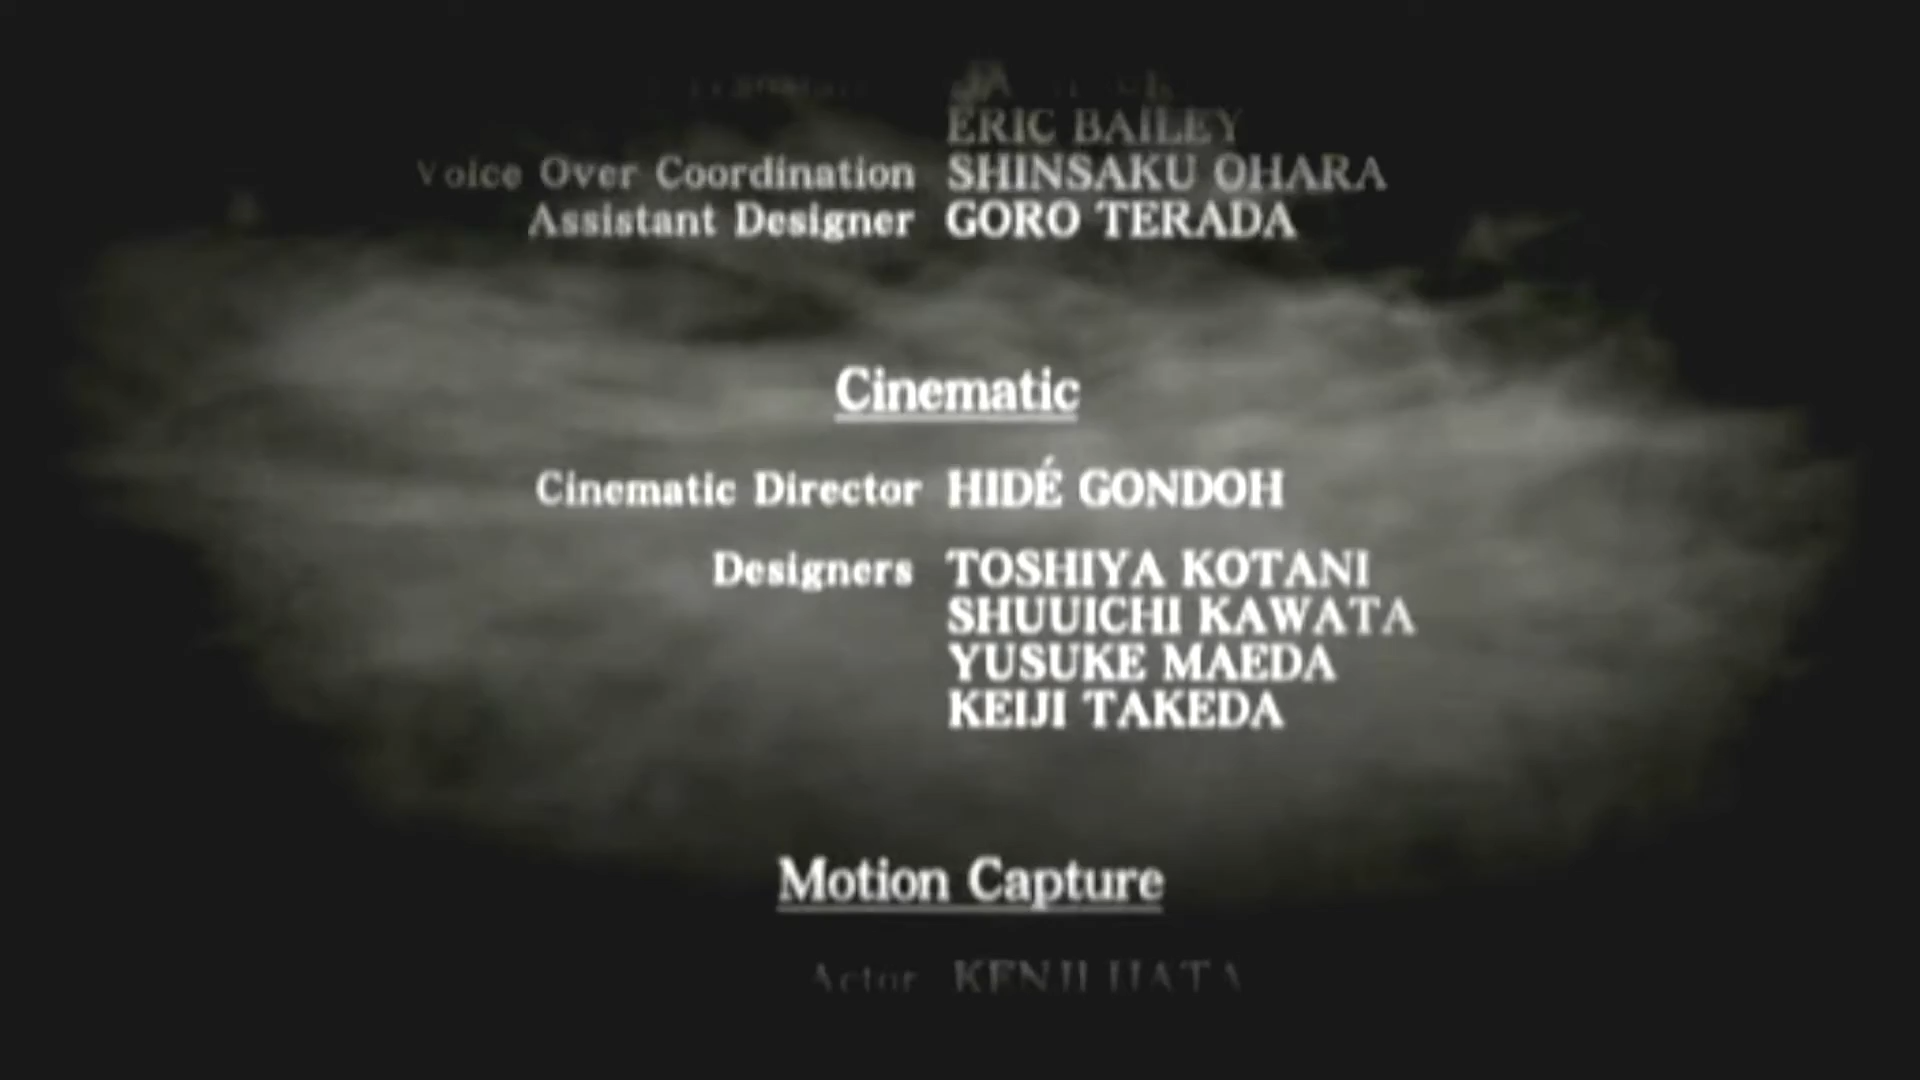 ERIC BAILEY
Voice Over Coordination SHINSAKU OHARA
Assistant Designer GORO TERADA
Cinematic
Cinematic Director HIDÉ GONDOH
Designers TOSHIYA KOTANI
SHUUICHI KAWATA
YUSUKE MAEDA
KEIJI TAKEDA
Motion Capture
Actor KENJI